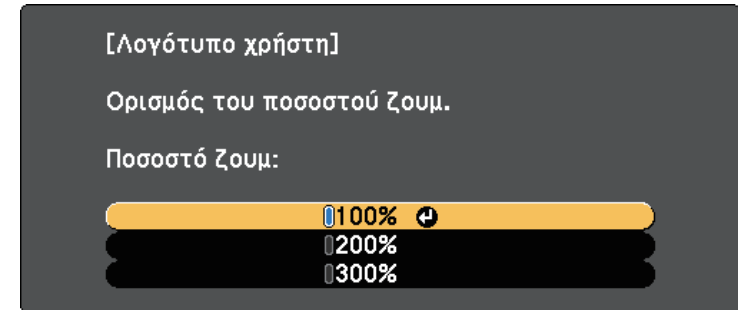 [Λογότυπο χρήστη]
Ορισμός του ποσοστού ζουμ.
Ποσοστό ζουμ:
100%
200%
300%